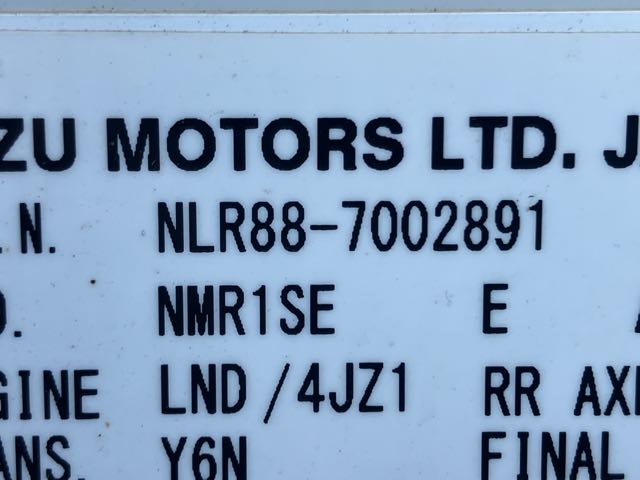 ZU MOTORS LTD. J
.N. NLR88-7002891
D. NMR1SE E
GINE LND/4JZ1 RR AX
ANS. Y6N FINAL